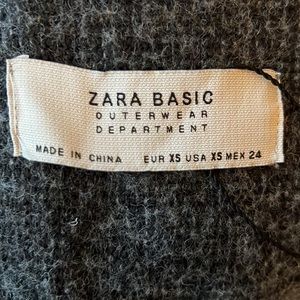 ZARA BASIC
OUTERWEAR
DEPARTMENT
MADE IN CHINA EUR XS USA XS MEX 24